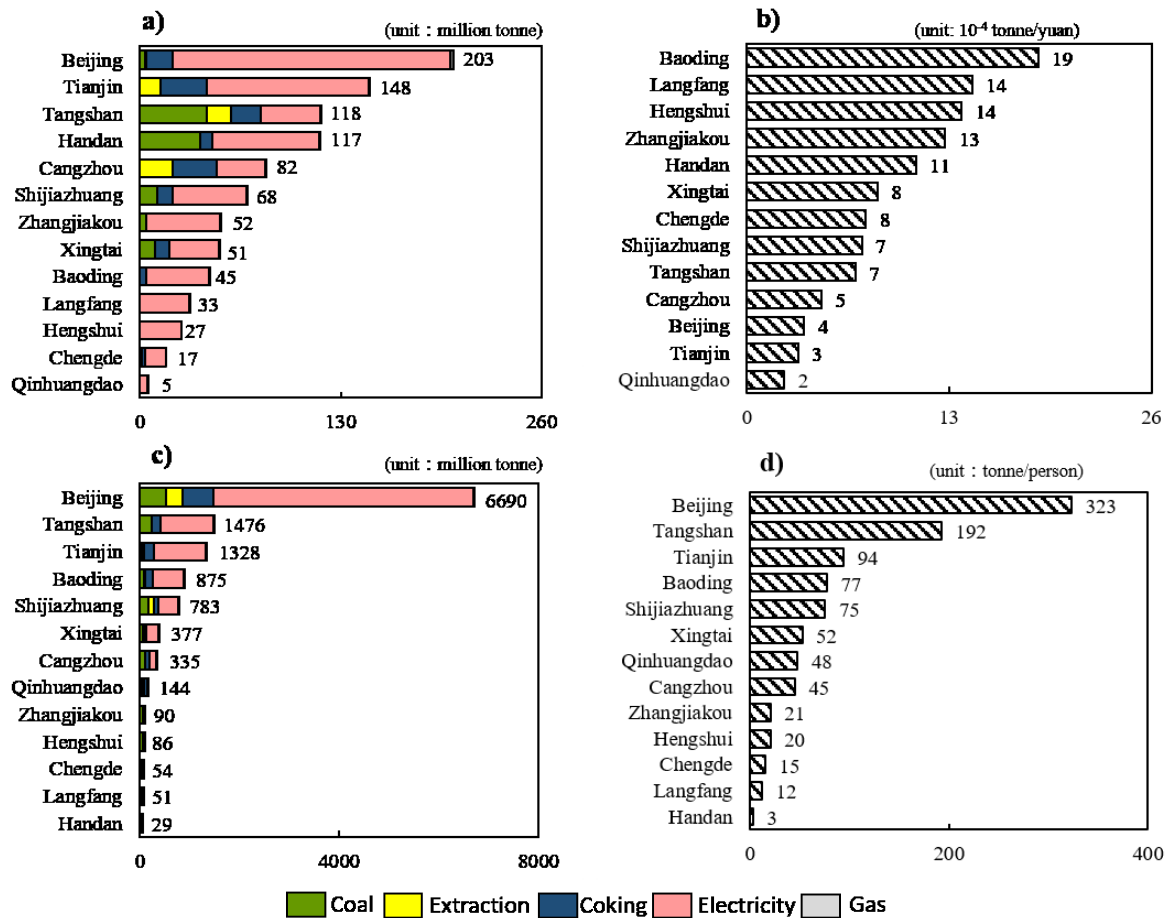 a)
(unit：million tonne)
Beijing 203
Tianjin 148
Tangshan 118
Handan 117
Cangzhou 82
Shijiazhuang 68
Zhangjiakou 52
Xingtai 51
Baoding 45
Langfang 33
Hengshui 27
Chengde 17
Qinhuangdao 5
0 130 260
b)
(unit: 10⁻⁴ tonne/yuan)
Baoding 19
Langfang 14
Hengshui 14
Zhangjiakou 13
Handan 11
Xingtai 8
Chengde 8
Shijiazhuang 7
Tangshan 7
Cangzhou 5
Beijing 4
Tianjin 3
Qinhuangdao 2
0 13 26
c)
(unit：million tonne)
Beijing 6690
Tangshan 1476
Tianjin 1328
Baoding 875
Shijiazhuang 783
Xingtai 377
Cangzhou 335
Qinhuangdao 144
Zhangjiakou 90
Hengshui 86
Chengde 54
Langfang 51
Handan 29
0 4000 8000
d)
(unit：tonne/person)
Beijing 323
Tangshan 192
Tianjin 94
Baoding 77
Shijiazhuang 75
Xingtai 52
Qinhuangdao 48
Cangzhou 45
Zhangjiakou 21
Hengshui 20
Chengde 15
Langfang 12
Handan 3
0 200 400
Coal Extraction Coking Electricity Gas